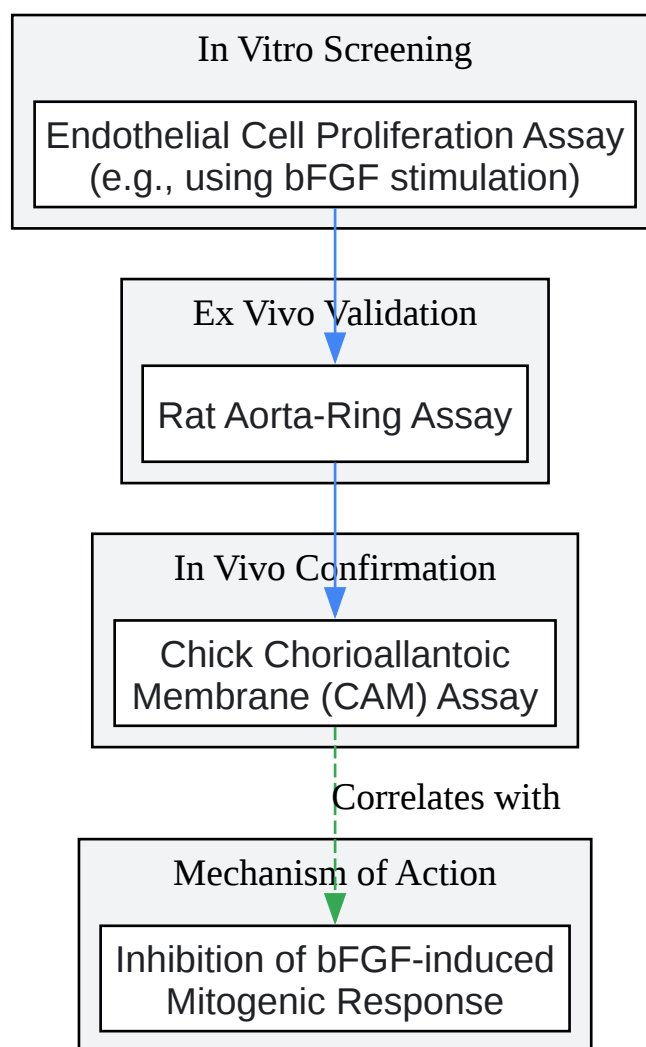 In Vitro Screening
Endothelial Cell Proliferation Assay
(e.g., using bFGF stimulation)
Ex Vivo Validation
Rat Aorta-Ring Assay
In Vivo Confirmation
Chick Chorioallantoic
Membrane (CAM) Assay
Correlates with
Mechanism of Action
Inhibition of bFGF-induced
Mitogenic Response